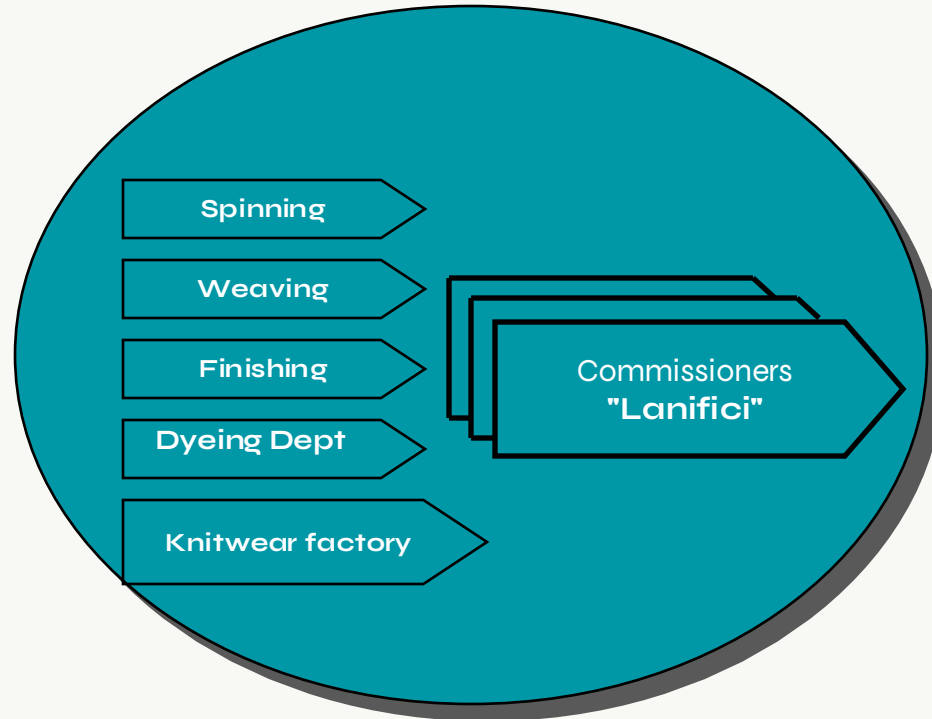 Spinning
Weaving
Finishing
Dyeing Dept
Knitwear factory
Commissioners
"Lanifici"